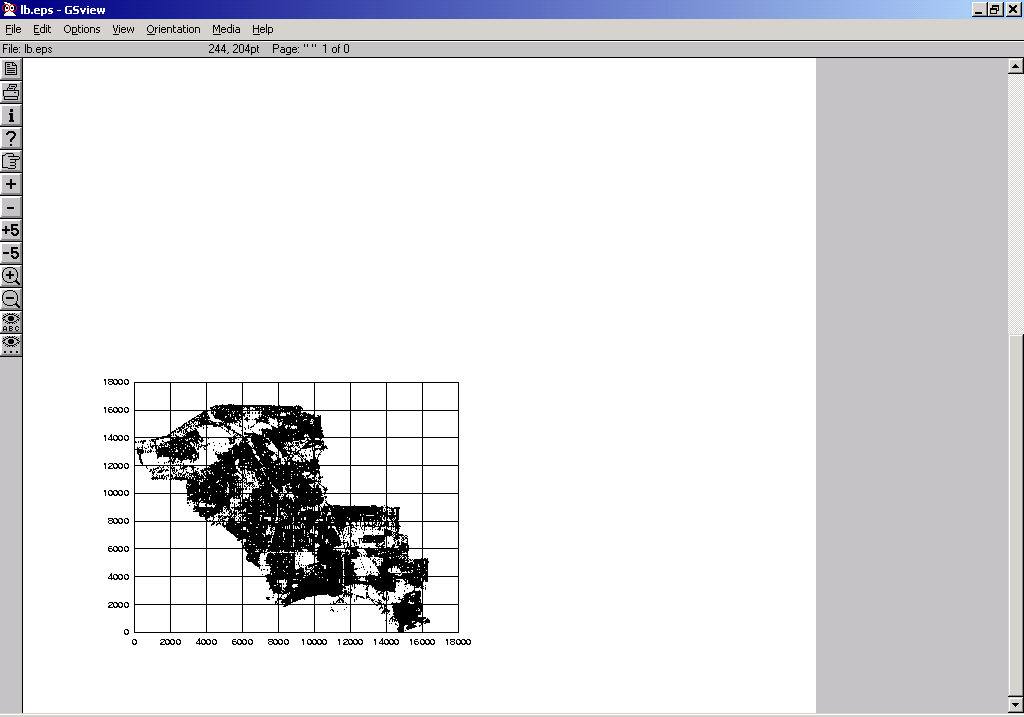 lb.eps - GSview
File Edit Options View Orientation Media Help
File: lb.eps 244, 204pt Page: " " 1 of 0
i
?
+
-
+5
-5
ABC
18000
16000
14000
12000
10000
8000
6000
4000
2000
0
0 2000 4000 6000 8000 10000 12000 14000 16000 18000